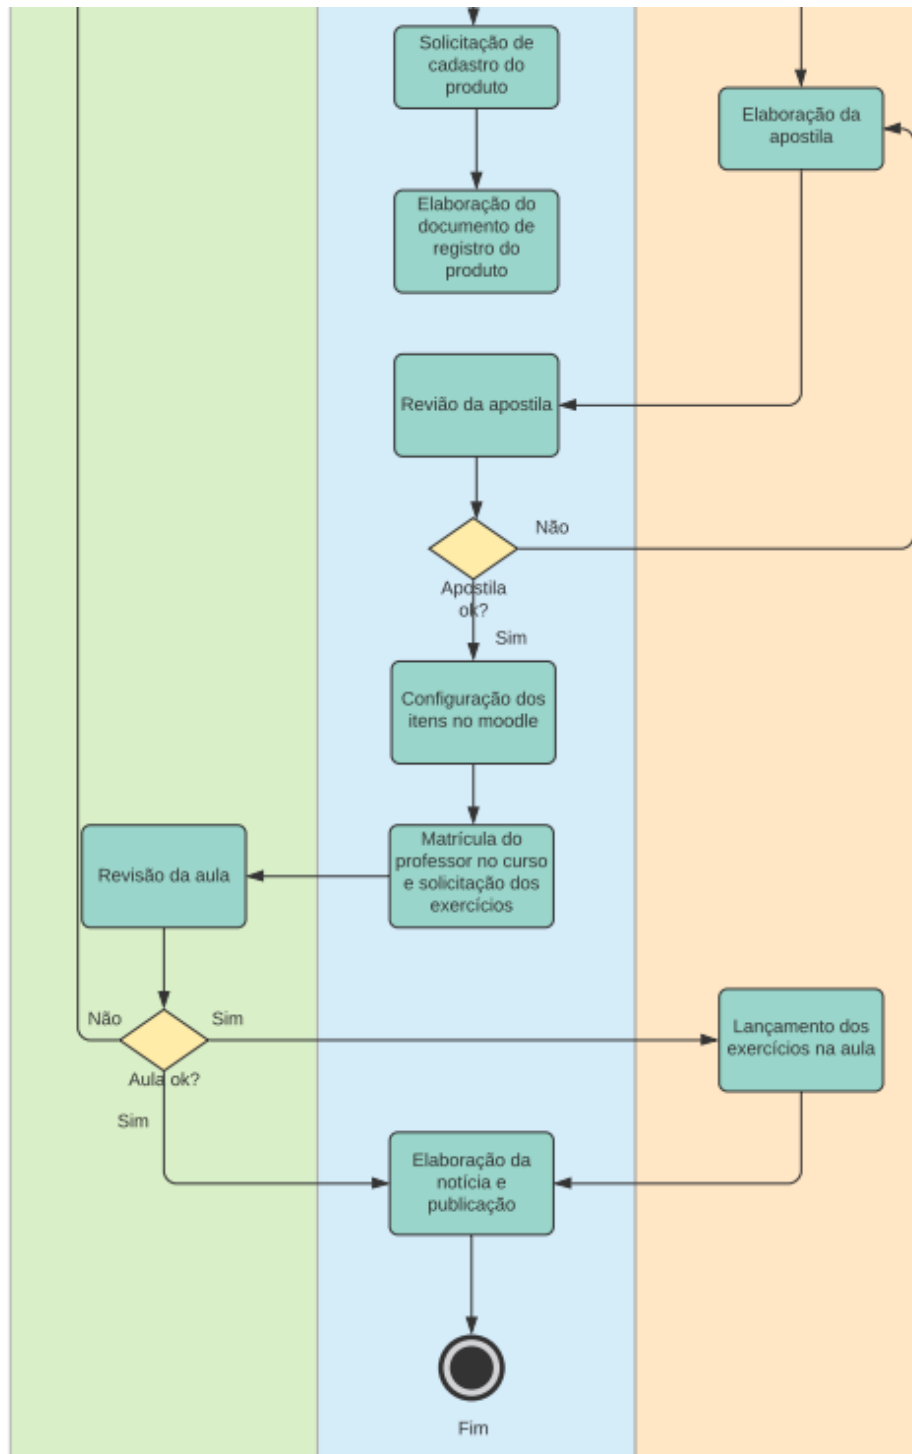 Solicitação de
cadastro do
produto
Elaboração da
apostila
Elaboração do
documento de
registro do
produto
Revião da apostila
Não
Apostila
ok?
Sim
Configuração dos
itens no moodle
Matrícula do
professor no curso
e solicitação dos
exercícios
Revisão da aula
Não
Sim
Aula ok?
Lançamento dos
exercícios na aula
Sim
Elaboração da
notícia e
publicação
Fim